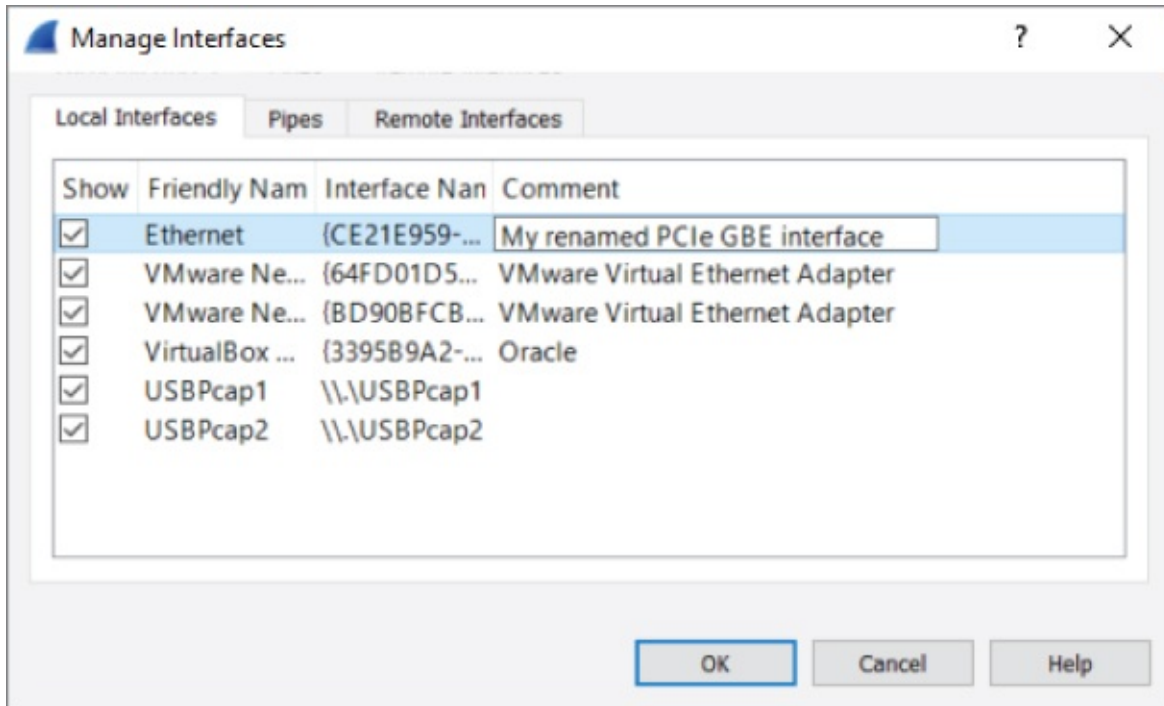 Manage Interfaces
? ×
Local Interfaces Pipes Remote Interfaces
Show Friendly Nam Interface Nan Comment
Ethernet {CE21E959-... My renamed PCIe GBE interface
VMware Ne... {64FD01D5... VMware Virtual Ethernet Adapter
VMware Ne... {BD90BFCB... VMware Virtual Ethernet Adapter
VirtualBox ... {3395B9A2-... Oracle
USBPcap1 \\.\USBPcap1
USBPcap2 \\.\USBPcap2
OK Cancel Help